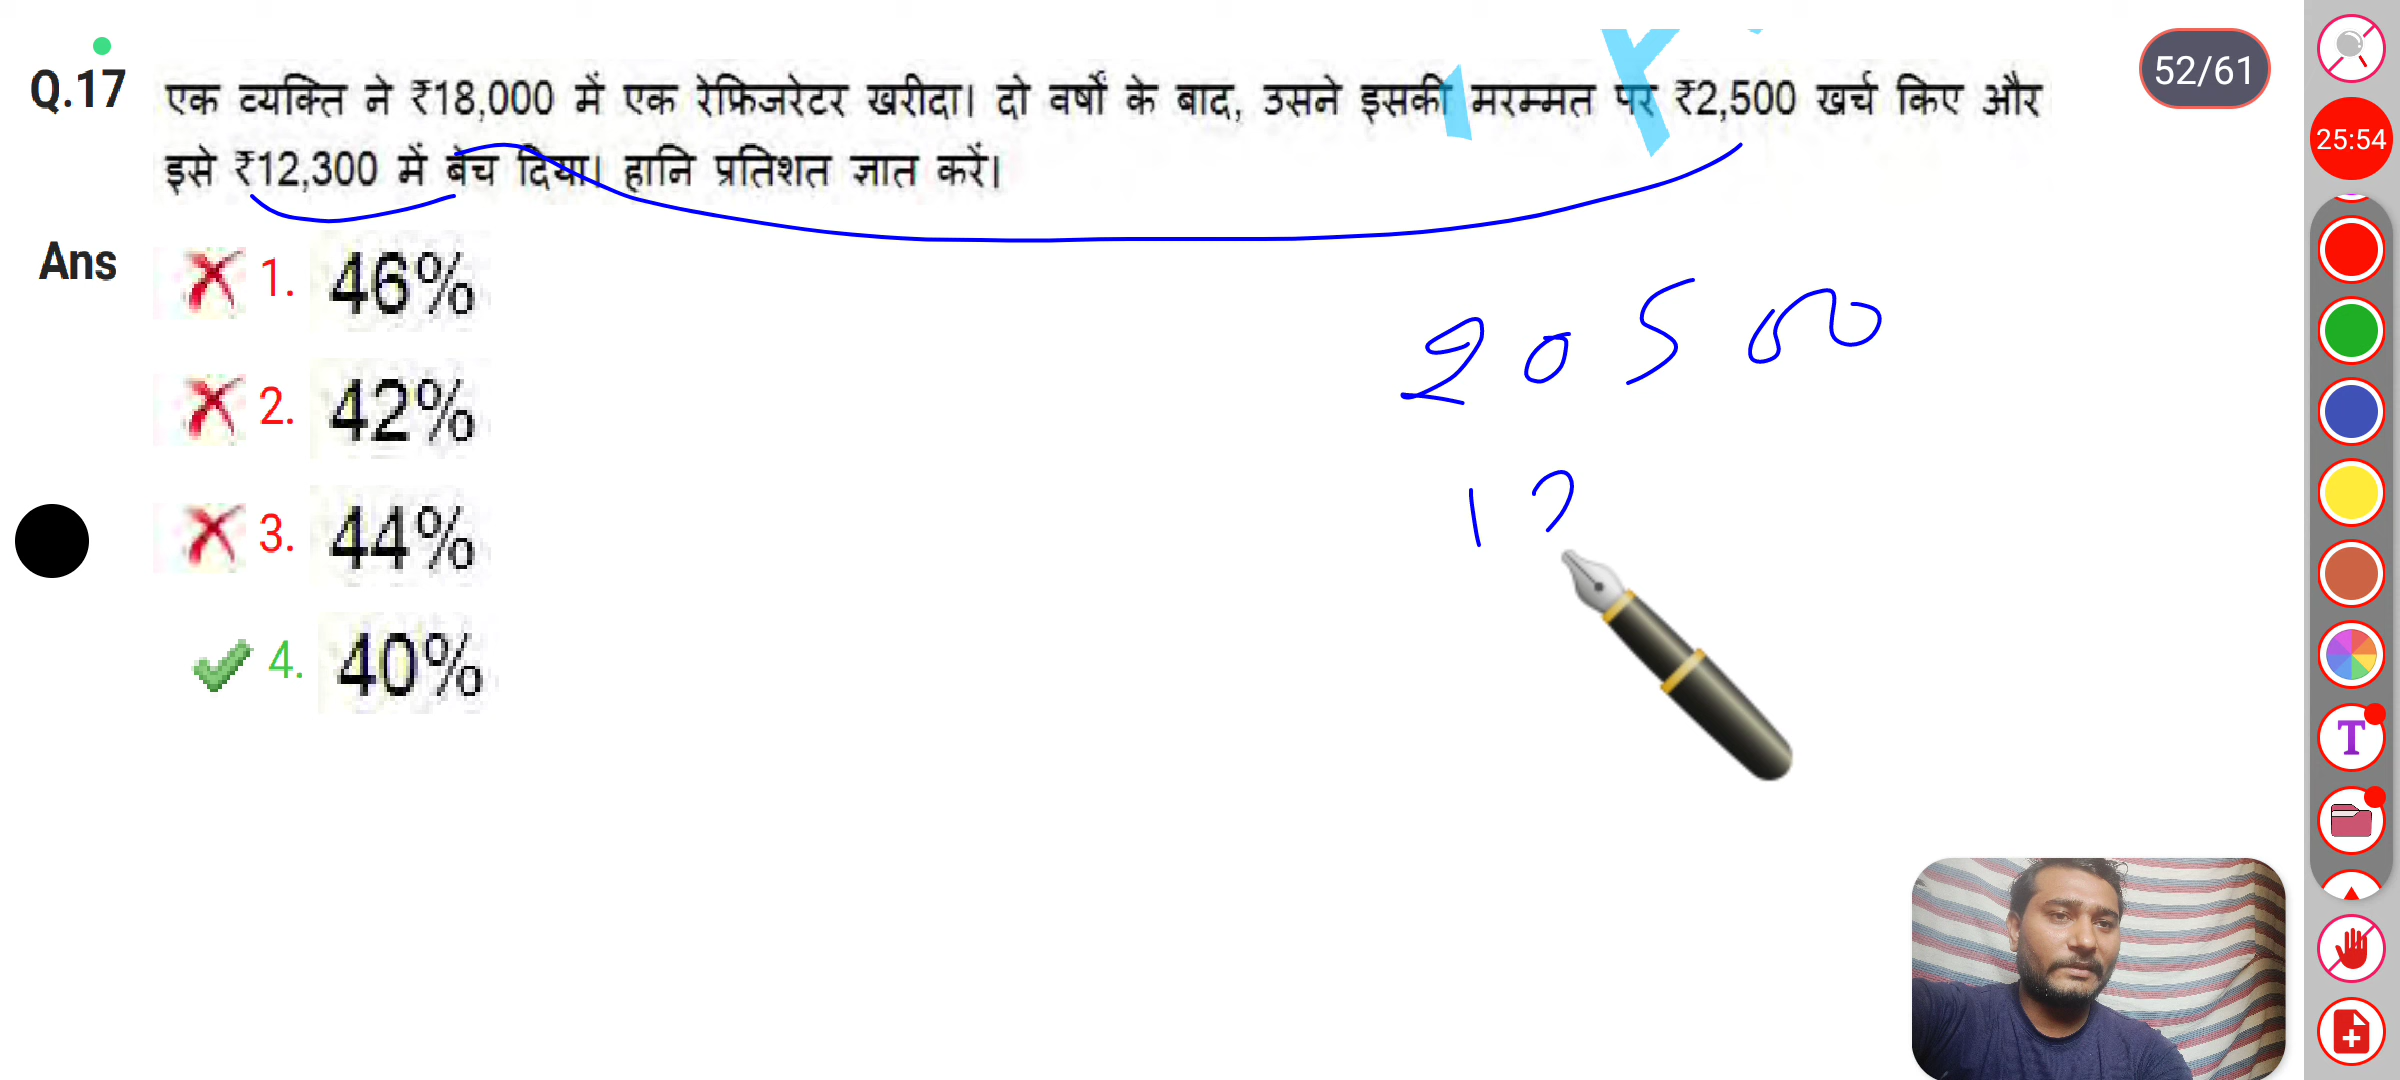 52/61
Q.17 एक व्यक्ति ने ₹18,000 में एक रेफ्रिजरेटर खरीदा। दो वर्षों के बाद, उसने इसकी मरम्मत पर ₹2,500 खर्च किए और
इसे ₹12,300 में बेच दिया। हानि प्रतिशत ज्ञात करें।
25:54
Ans 1. 46%
20500
2. 42%
12
3. 44%
4. 40%
T